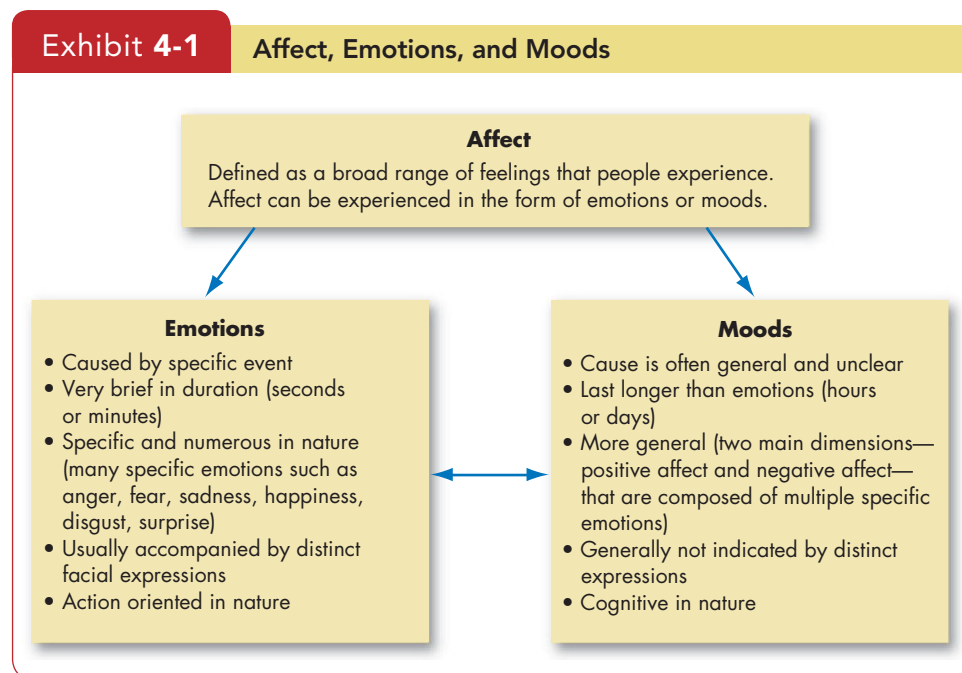 Exhibit 4-1
Affect, Emotions, and Moods
Affect
Defined as a broad range of feelings that people experience.
Affect can be experienced in the form of emotions or moods.
Emotions
• Caused by specific event
• Very brief in duration (seconds
or minutes)
• Specific and numerous in nature
(many specific emotions such as
anger, fear, sadness, happiness,
disgust, surprise)
• Usually accompanied by distinct
facial expressions
• Action oriented in nature
Moods
• Cause is often general and unclear
• Last longer than emotions (hours
or days)
• More general (two main dimensions—
positive affect and negative affect—
that are composed of multiple specific
emotions)
• Generally not indicated by distinct
expressions
• Cognitive in nature